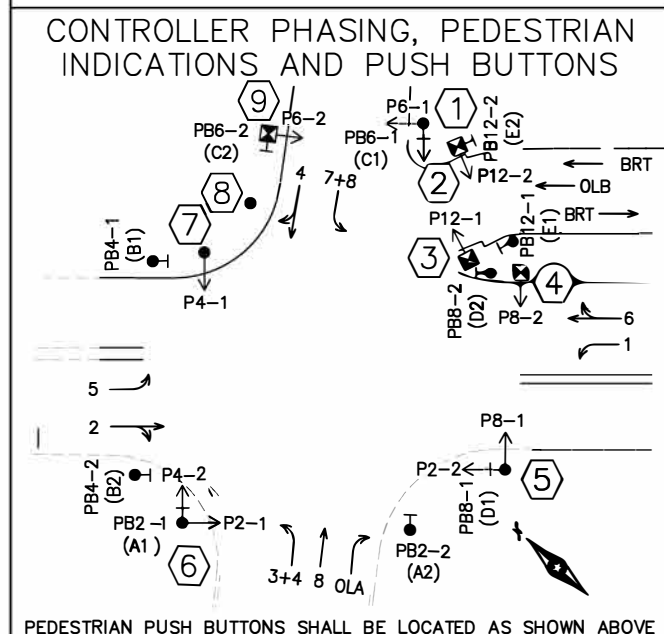 CONTROLLER PHASING, PEDESTRIAN
INDICATIONS AND PUSH BUTTONS
9
P6-1
1
PB6-2
(C2)
P6-2
PB6-1
(C1)
PB12-2
(E2)
2
BRT
4
7+8
P12-2
OLB
8
PB4-1
(B1)
7
P12-1
PB12-1
(E1)
BRT
3
4
P4-1
PB8-2
(D2)
P8-2
6
1
5
2
P8-1
PB4-2
(B2)
P4-2
P2-2
PB8-1
(D1)
5
PB2-1
(A1)
P2-1
PB2-2
(A2)
6
3+4
8
OLA
PEDESTRIAN PUSH BUTTONS SHALL BE LOCATED AS SHOWN ABOVE